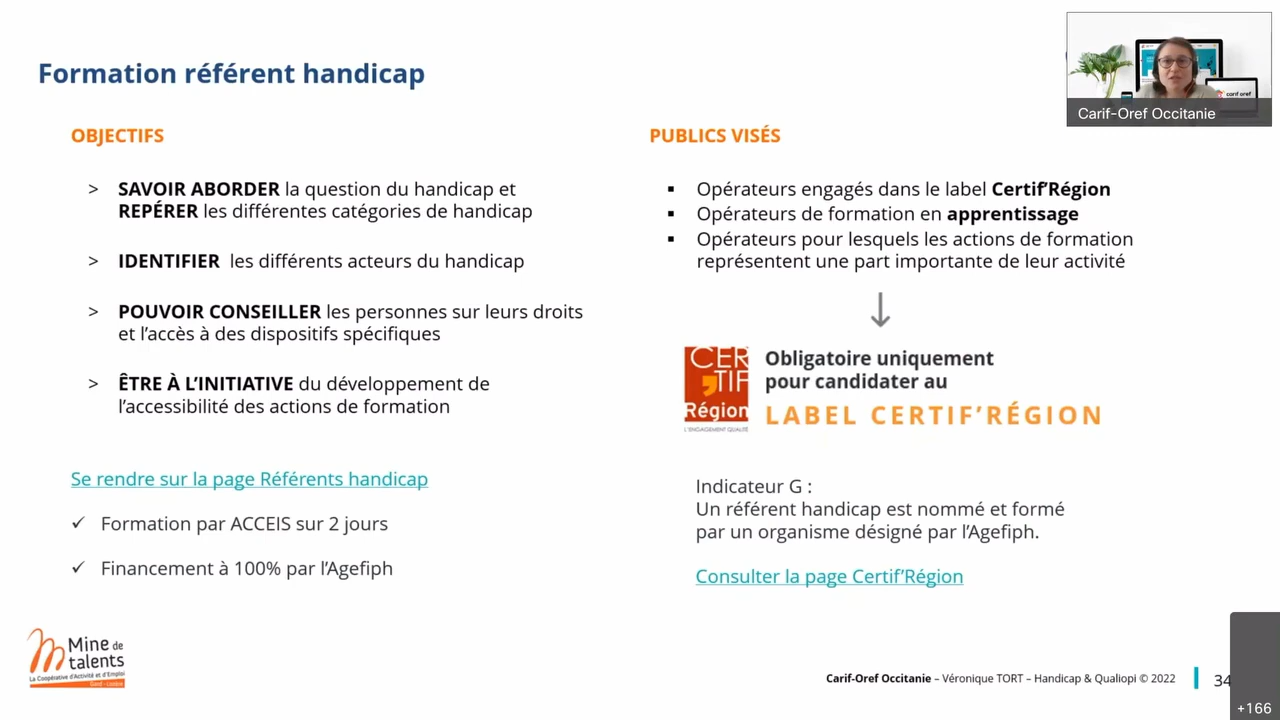 Formation référent handicap
Carif-Oref Occitanie
OBJECTIFS
> SAVOIR ABORDER la question du handicap et
REPÉRER les différentes catégories de handicap
> IDENTIFIER les différents acteurs du handicap
> POUVOIR CONSEILLER les personnes sur leurs droits
et l’accès à des dispositifs spécifiques
> ÊTRE À L’INITIATIVE du développement de
l’accessibilité des actions de formation
Se rendre sur la page Référents handicap
✓ Formation par ACCEIS sur 2 jours
✓ Financement à 100% par l’Agefiph
PUBLICS VISÉS
▪ Opérateurs engagés dans le label Certif’Région
▪ Opérateurs de formation en apprentissage
▪ Opérateurs pour lesquels les actions de formation
représentent une part importante de leur activité
CER
TIF
Région
L'ENGAGEMENT QUALITÉ
Obligatoire uniquement
pour candidater au
LABEL CERTIF’RÉGION
Indicateur G :
Un référent handicap est nommé et formé
par un organisme désigné par l’Agefiph.
Consulter la page Certif’Région
Mine de
talents
La Coopérative d'Activité et d'Emploi
Gard - Lozère
Carif-Oref Occitanie – Véronique TORT – Handicap & Qualiopi © 2022
34
+166